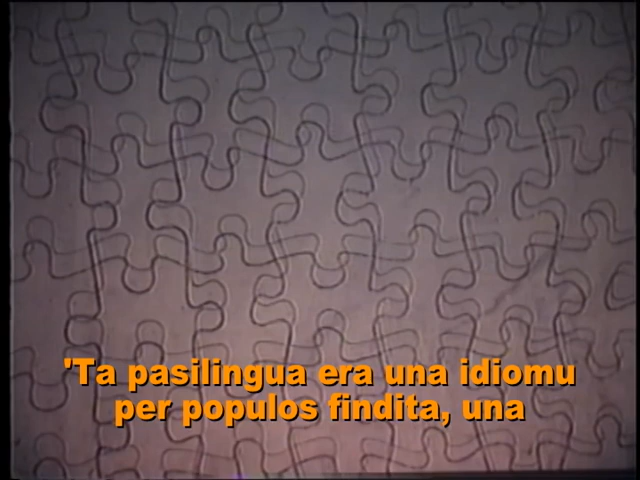 'Ta pasilingua era una idiomu
per populos findita, una